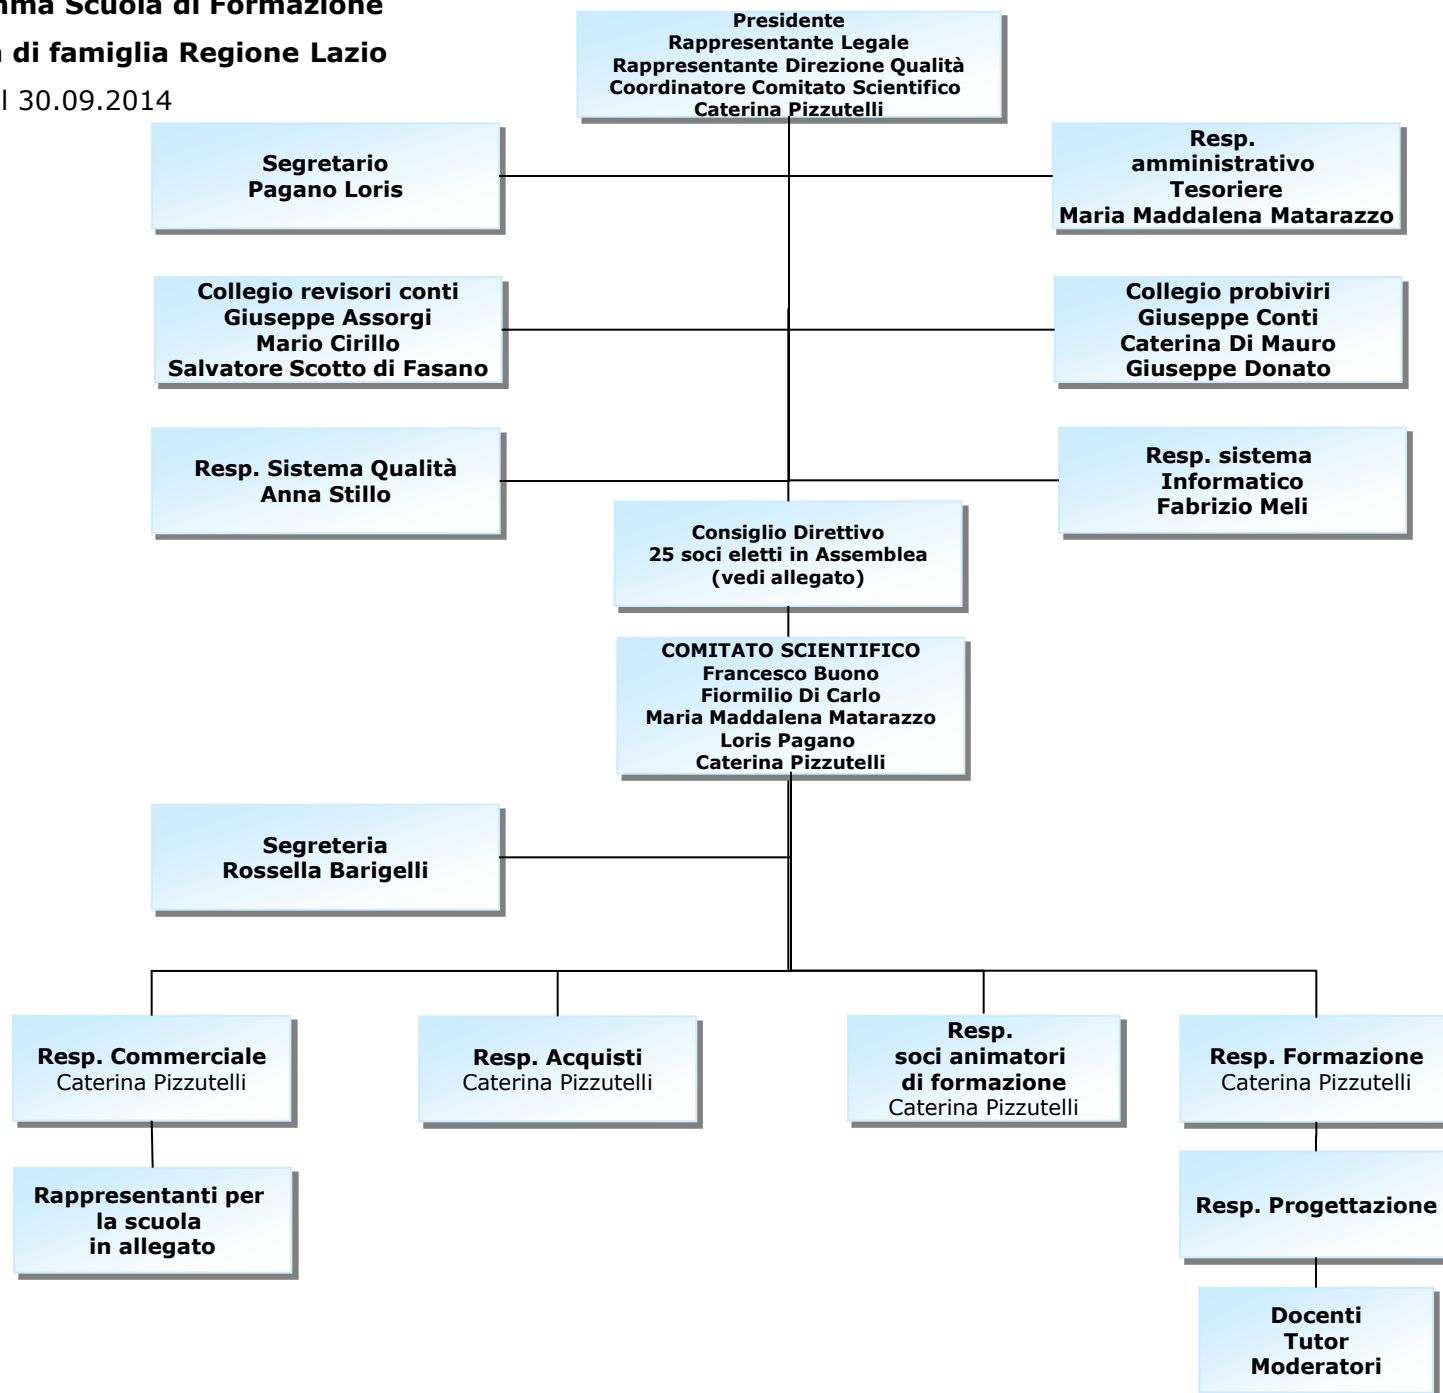 mma Scuola di Formazione
di famiglia Regione Lazio
l 30.09.2014
Presidente
Rappresentante Legale
Rappresentante Direzione Qualità
Coordinatore Comitato Scientifico
Caterina Pizzutelli
Segretario
Pagano Loris
Resp.
amministrativo
Tesoriere
Maria Maddalena Matarazzo
Collegio revisori conti
Giuseppe Assorgi
Mario Cirillo
Salvatore Scotto di Fasano
Collegio probiviri
Giuseppe Conti
Caterina Di Mauro
Giuseppe Donato
Resp. Sistema Qualità
Anna Stillo
Resp. sistema
Informatico
Fabrizio Meli
Consiglio Direttivo
25 soci eletti in Assemblea
(vedi allegato)
COMITATO SCIENTIFICO
Francesco Buono
Fiormilio Di Carlo
Maria Maddalena Matarazzo
Loris Pagano
Caterina Pizzutelli
Segreteria
Rossella Barigelli
Resp. Commerciale
Caterina Pizzutelli
Resp. Acquisti
Caterina Pizzutelli
Resp.
soci animatori
di formazione
Caterina Pizzutelli
Resp. Formazione
Caterina Pizzutelli
Rappresentanti per
la scuola
in allegato
Resp. Progettazione
Docenti
Tutor
Moderatori